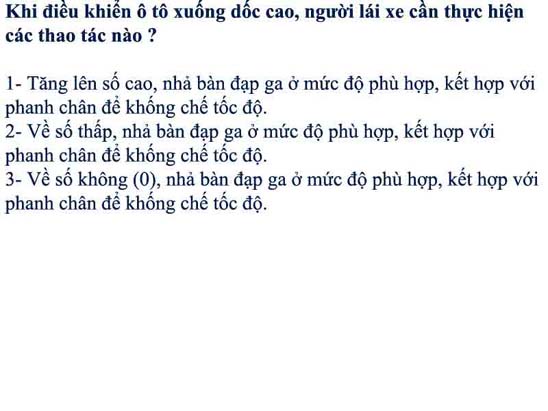 Khi điều khiển ô tô xuống dốc cao, người lái xe cần thực hiện
các thao tác nào ?
1- Tăng lên số cao, nhả bàn đạp ga ở mức độ phù hợp, kết hợp với
phanh chân để khống chế tốc độ.
2- Về số thấp, nhả bàn đạp ga ở mức độ phù hợp, kết hợp với
phanh chân để khống chế tốc độ.
3- Về số không (0), nhả bàn đạp ga ở mức độ phù hợp, kết hợp với
phanh chân để khống chế tốc độ.